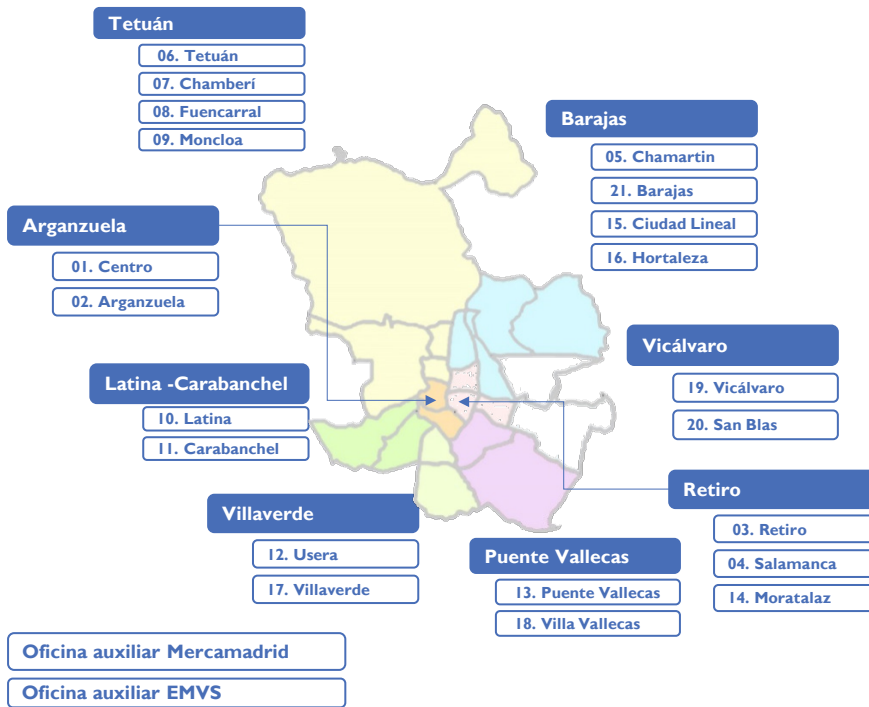 Tetuán
06. Tetuán
07. Chamberí
08. Fuencarral
09. Moncloa
Barajas
05. Chamartin
21. Barajas
15. Ciudad Lineal
16. Hortaleza
Arganzuela
01. Centro
02. Arganzuela
Vicálvaro
19. Vicálvaro
20. San Blas
Latina -Carabanchel
10. Latina
11. Carabanchel
Retiro
03. Retiro
04. Salamanca
14. Moratalaz
Villaverde
12. Usera
17. Villaverde
Puente Vallecas
13. Puente Vallecas
18. Villa Vallecas
Oficina auxiliar Mercamadrid
Oficina auxiliar EMVS